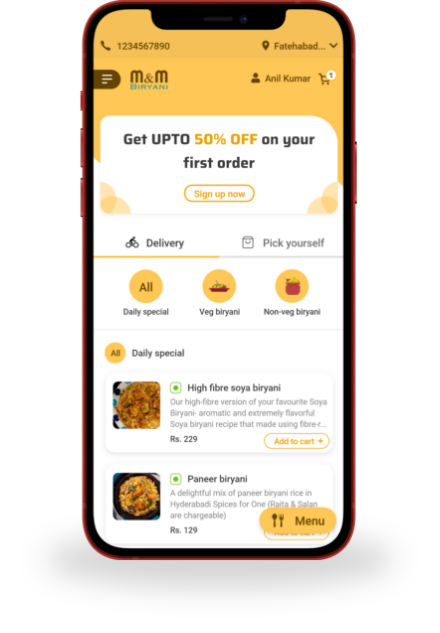 1234567890
Fatehabad...
M&M
BIRYANI
Anil Kumar
1
Get UPTO 50% OFF on your
first order
Sign up now
Delivery
Pick yourself
All
Daily special
Veg biryani
Non-veg biryani
All
Daily special
High fibre soya biryani
Our high-fibre version of your favourite Soya
Biryani- aromatic and extremely flavorful
Soya biryani recipe that made using fibre-r...
Rs. 229
Add to cart +
Paneer biryani
A delightful mix of paneer biryani rice in
Hyderabadi Spices for One (Raita & Salan
are chargeable)
Rs. 129
Add to cart +
Menu